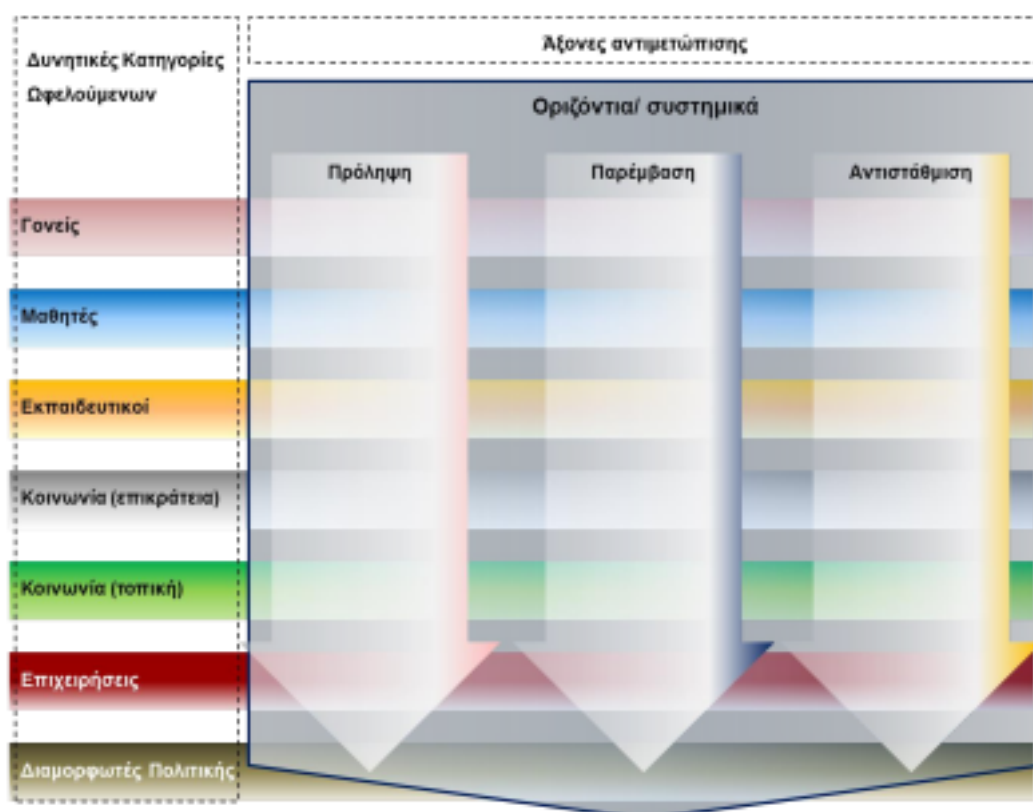 Δυνητικές Κατηγορίες
Ωφελούμενων
Άξονες αντιμετώπισης
Οριζόντια/ συστημικά
Πρόληψη
Παρέμβαση
Αντιστάθμιση
Γονείς
Μαθητές
Εκπαιδευτικοί
Κοινωνία (επικράτεια)
Κοινωνία (τοπική)
Επιχειρήσεις
Διαμορφωτές Πολιτικής